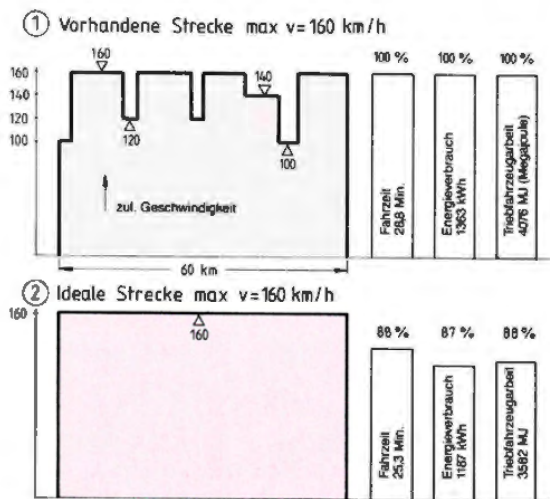 ① Vorhandene Strecke max v=160 km/h
160
140
120
100
160
120
140
100
zul. Geschwindigkeit
60 km
100 %
100 %
100 %
Fahrzeit
28,8 Min.
Energieverbrauch
1363 kWh
Triebfahrzeugarbeit
4076 MJ (Megajoule)
② Ideale Strecke max v=160 km/h
160
160
88 %
87 %
88 %
Fahrzeit
25,3 Min.
Energieverbrauch
1187 kWh
Triebfahrzeugarbeit
3582 MJ